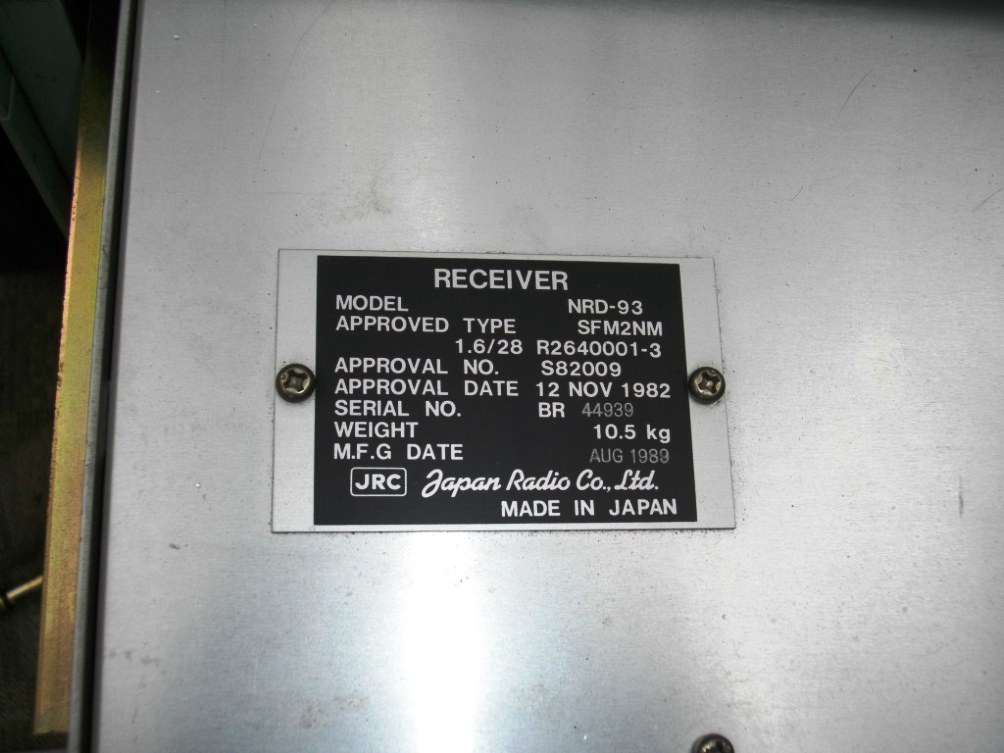 RECEIVER
MODEL NRD-93
APPROVED TYPE SFM2NM
1.6/28 R2640001-3
APPROVAL NO. S82009
APPROVAL DATE 12 NOV 1982
SERIAL NO. BR 44939
WEIGHT 10.5 kg
M.F.G DATE AUG 1989
JRC Japan Radio Co., Ltd.
MADE IN JAPAN